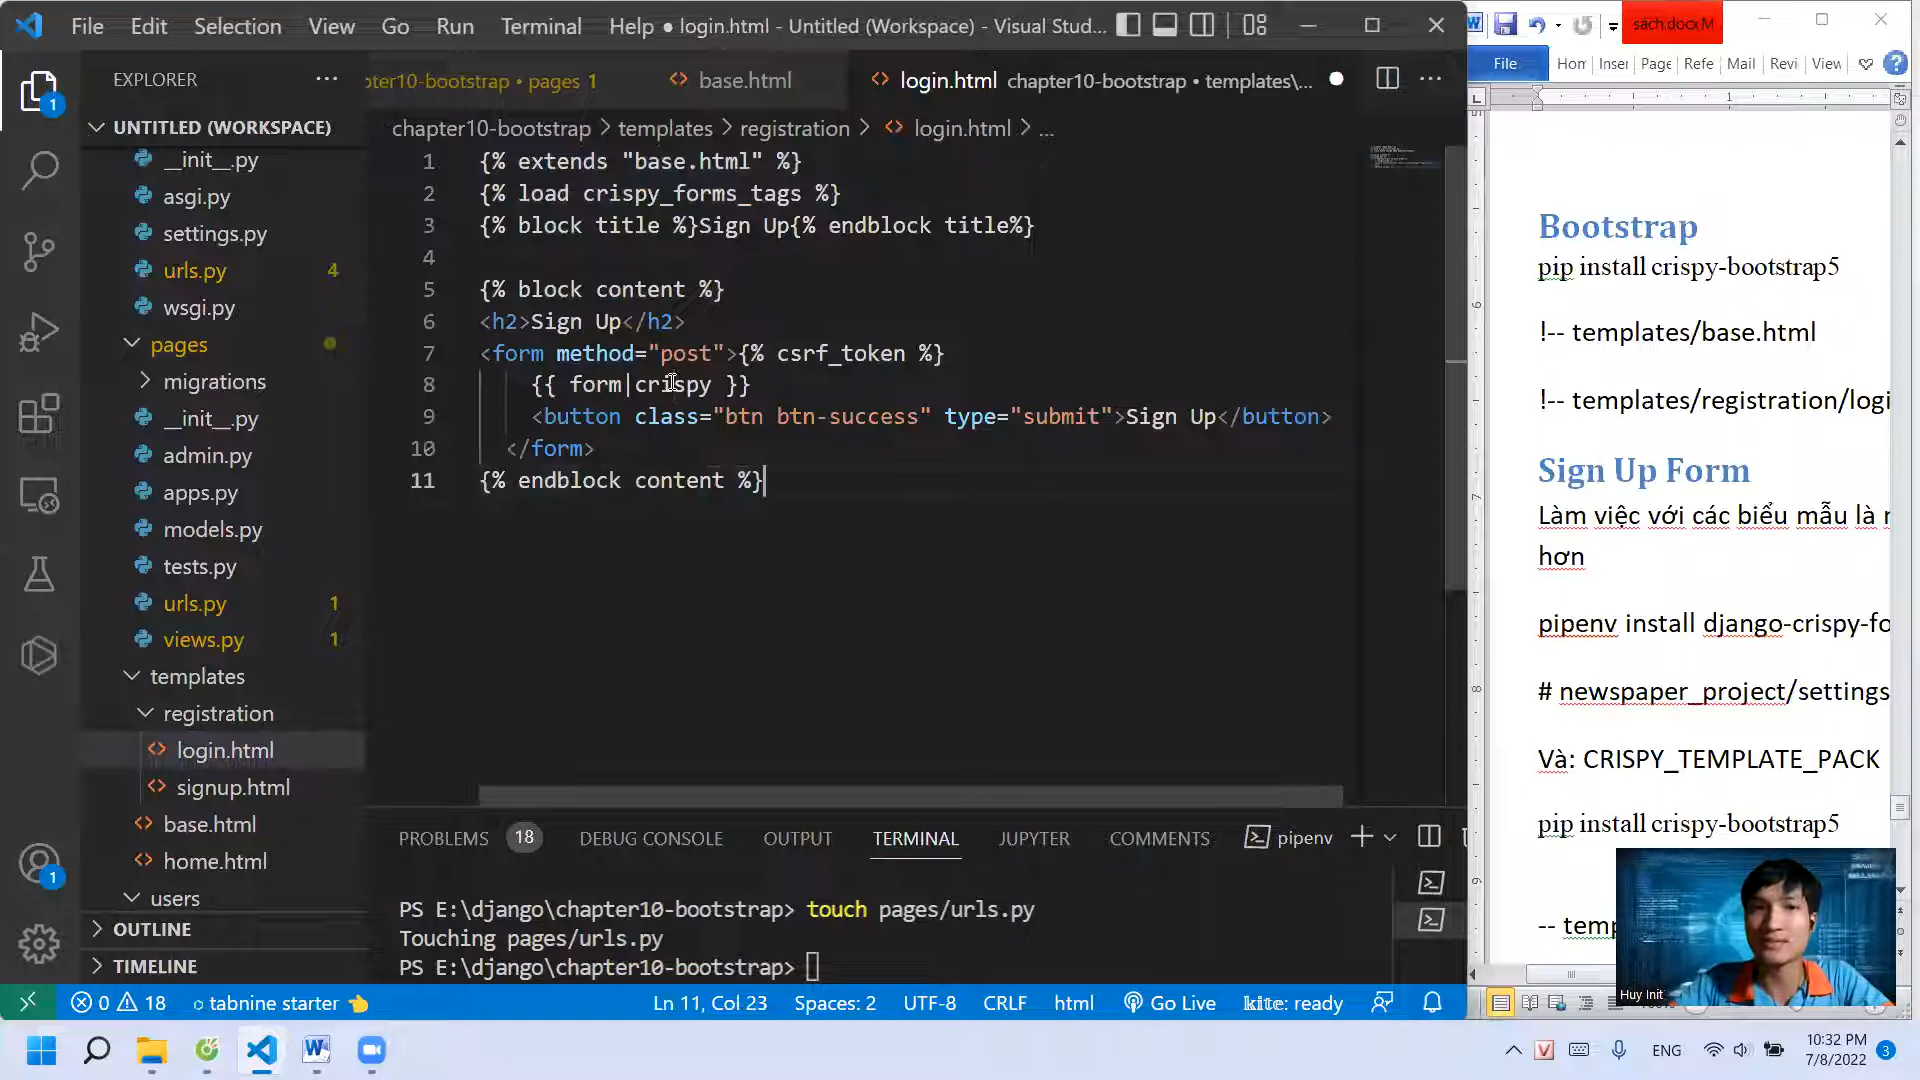 File Edit Selection View Go Run Terminal Help ● login.html - Untitled (Workspace) - Visual Stud...
EXPLORER
UNTITLED (WORKSPACE)
__init__.py
asgi.py
settings.py
urls.py 4
wsgi.py
pages
migrations
__init__.py
admin.py
apps.py
models.py
tests.py
urls.py 1
views.py 1
templates
registration
login.html
signup.html
base.html
home.html
users
OUTLINE
TIMELINE
1
1
pter10-bootstrap • pages 1 base.html login.html chapter10-bootstrap • templates\...
chapter10-bootstrap > templates > registration > login.html > ...
1 {% extends "base.html" %}
2 {% load crispy_forms_tags %}
3 {% block title %}Sign Up{% endblock title%}
4
5 {% block content %}
6 <h2>Sign Up</h2>
7 <form method="post">{% csrf_token %}
8 {{ form|crispy }}
9 <button class="btn btn-success" type="submit">Sign Up</button>
10 </form>
11 {% endblock content %}
PROBLEMS 18 DEBUG CONSOLE OUTPUT TERMINAL JUPYTER COMMENTS pipenv
PS E:\django\chapter10-bootstrap> touch pages/urls.py
Touching pages/urls.py
PS E:\django\chapter10-bootstrap>
0 18 tabnine starter Ln 11, Col 23 Spaces: 2 UTF-8 CRLF html Go Live kite: ready
sách.docx M
File Hom Inser Page Refe Mail Revi View
Bootstrap
pip install crispy-bootstrap5
!-- templates/base.html
!-- templates/registration/logi
Sign Up Form
Làm việc với các biểu mẫu là
hơn
pipenv install django-crispy-fo
# newspaper_project/settings
Và: CRISPY_TEMPLATE_PACK
pip install crispy-bootstrap5
-- temp
Huy Init
ENG 10:32 PM
7/8/2022 3